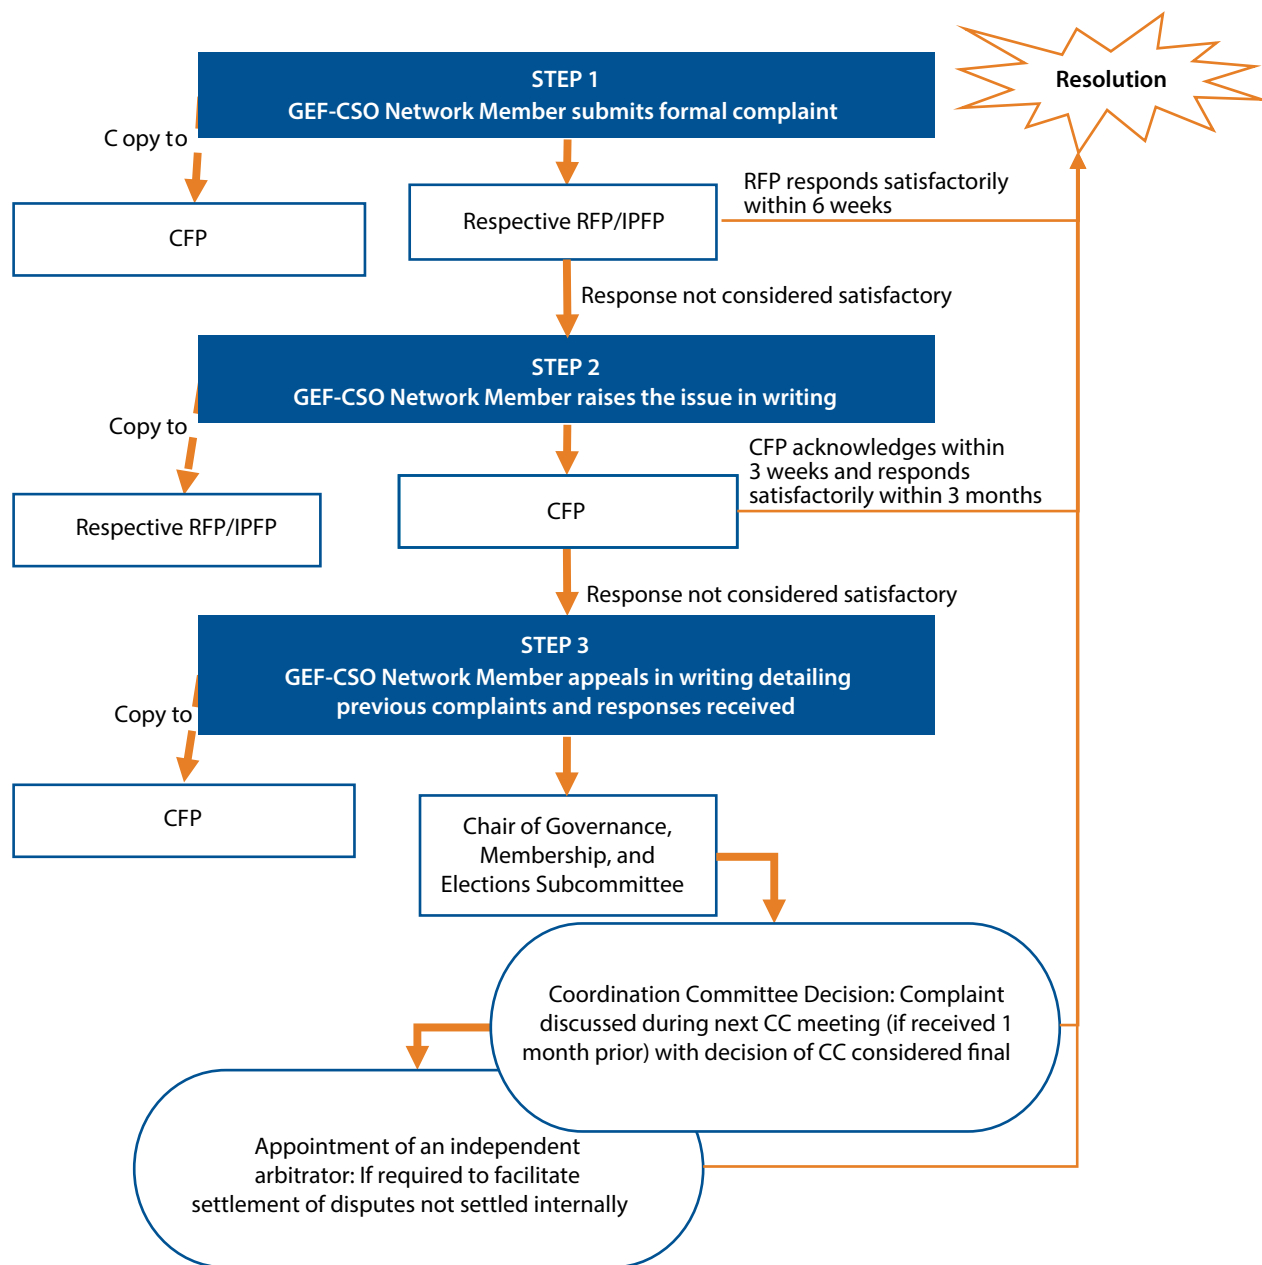 Resolution
STEP 1
GEF-CSO Network Member submits formal complaint
C opy to
CFP
Respective RFP/IPFP
RFP responds satisfactorily
within 6 weeks
Response not considered satisfactory
STEP 2
GEF-CSO Network Member raises the issue in writing
Copy to
Respective RFP/IPFP
CFP
CFP acknowledges within
3 weeks and responds
satisfactorily within 3 months
Response not considered satisfactory
STEP 3
GEF-CSO Network Member appeals in writing detailing
previous complaints and responses received
Copy to
CFP
Chair of Governance,
Membership, and
Elections Subcommittee
Coordination Committee Decision: Complaint
discussed during next CC meeting (if received 1
month prior) with decision of CC considered final
Appointment of an independent
arbitrator: If required to facilitate
settlement of disputes not settled internally